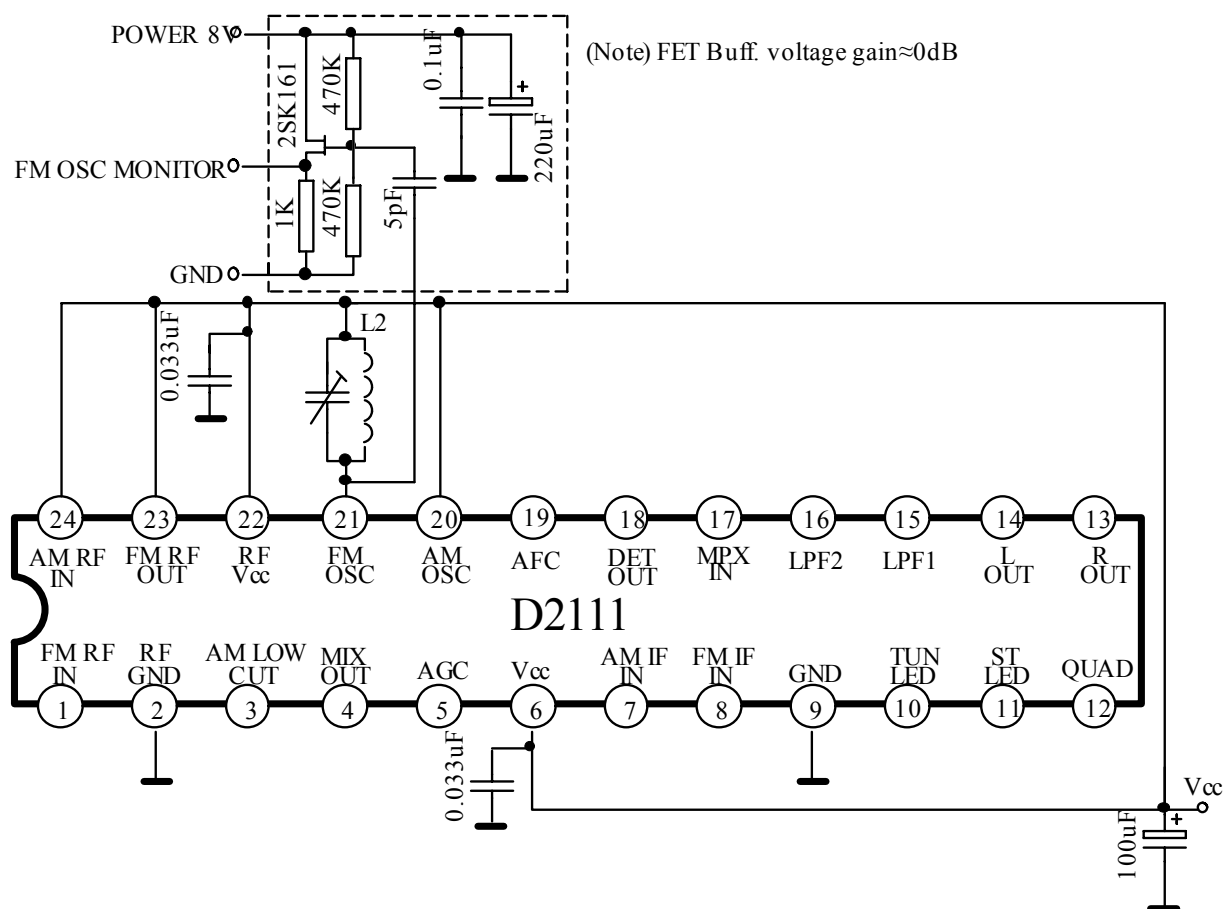 POWER 8V
(Note) FET Buff. voltage gain≈0dB
2SK161
470K
0.1uF
+
220uF
FM OSC MONITOR
1K
470K
5pF
GND
L2
0.033uF
24
23
22
21
20
19
18
17
16
15
14
13
AM RF
IN
FM RF
OUT
RF
Vcc
FM
OSC
AM
OSC
AFC
DET
OUT
MPX
IN
LPF2
LPF1
L
OUT
R
OUT
D2111
FM RF
IN
RF
GND
AM LOW
CUT
MIX
OUT
AGC
Vcc
AM IF
IN
FM IF
IN
GND
TUN
LED
ST
LED
QUAD
1
2
3
4
5
6
7
8
9
10
11
12
0.033uF
Vcc
+
100uF